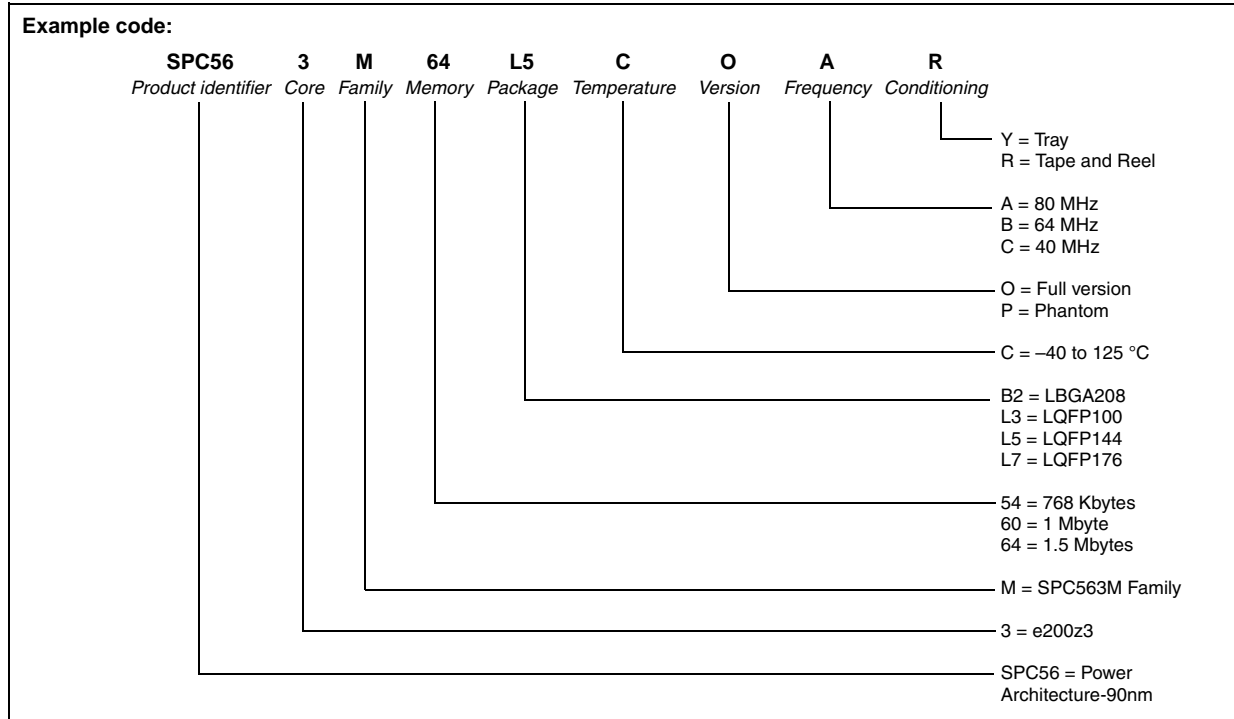 Example code:
SPC56 3 M 64 L5 C O A R
Product identifier Core Family Memory Package Temperature Version Frequency Conditioning
Y = Tray
R = Tape and Reel
A = 80 MHz
B = 64 MHz
C = 40 MHz
O = Full version
P = Phantom
C = –40 to 125 °C
B2 = LBGA208
L3 = LQFP100
L5 = LQFP144
L7 = LQFP176
54 = 768 Kbytes
60 = 1 Mbyte
64 = 1.5 Mbytes
M = SPC563M Family
3 = e200z3
SPC56 = Power
Architecture-90nm